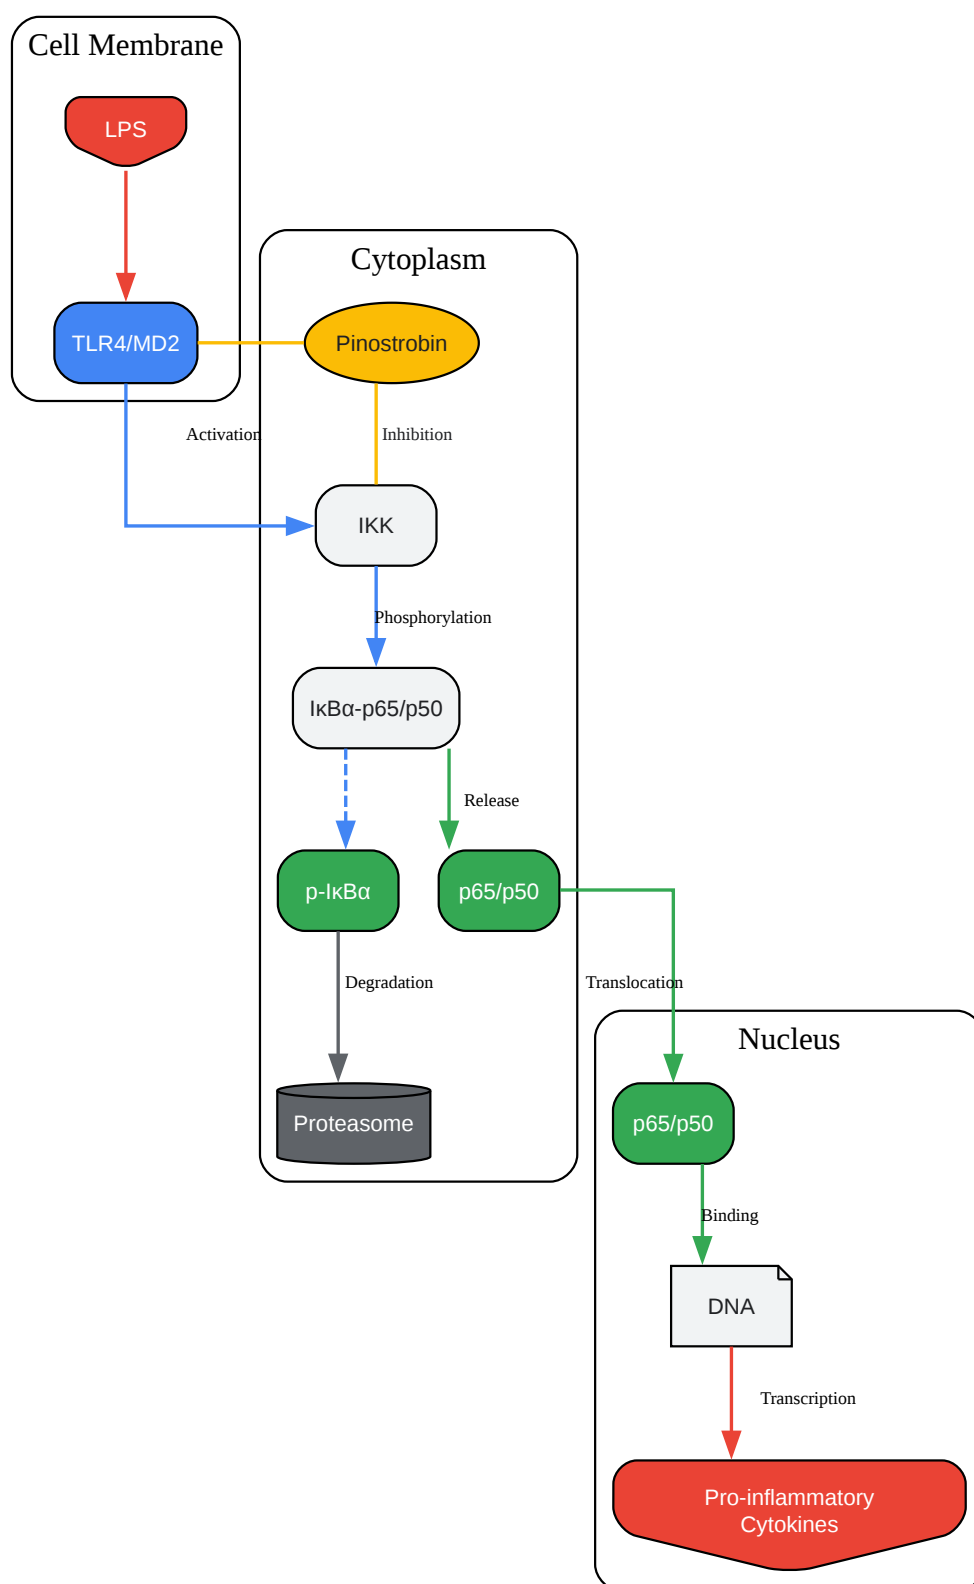 Cell Membrane
LPS
Cytoplasm
TLR4/MD2
Pinostrobin
Activation
Inhibition
IKK
Phosphorylation
IκBα-p65/p50
Release
p-IκBα
p65/p50
Degradation
Translocation
Nucleus
Proteasome
p65/p50
Binding
DNA
Transcription
Pro-inflammatory
Cytokines